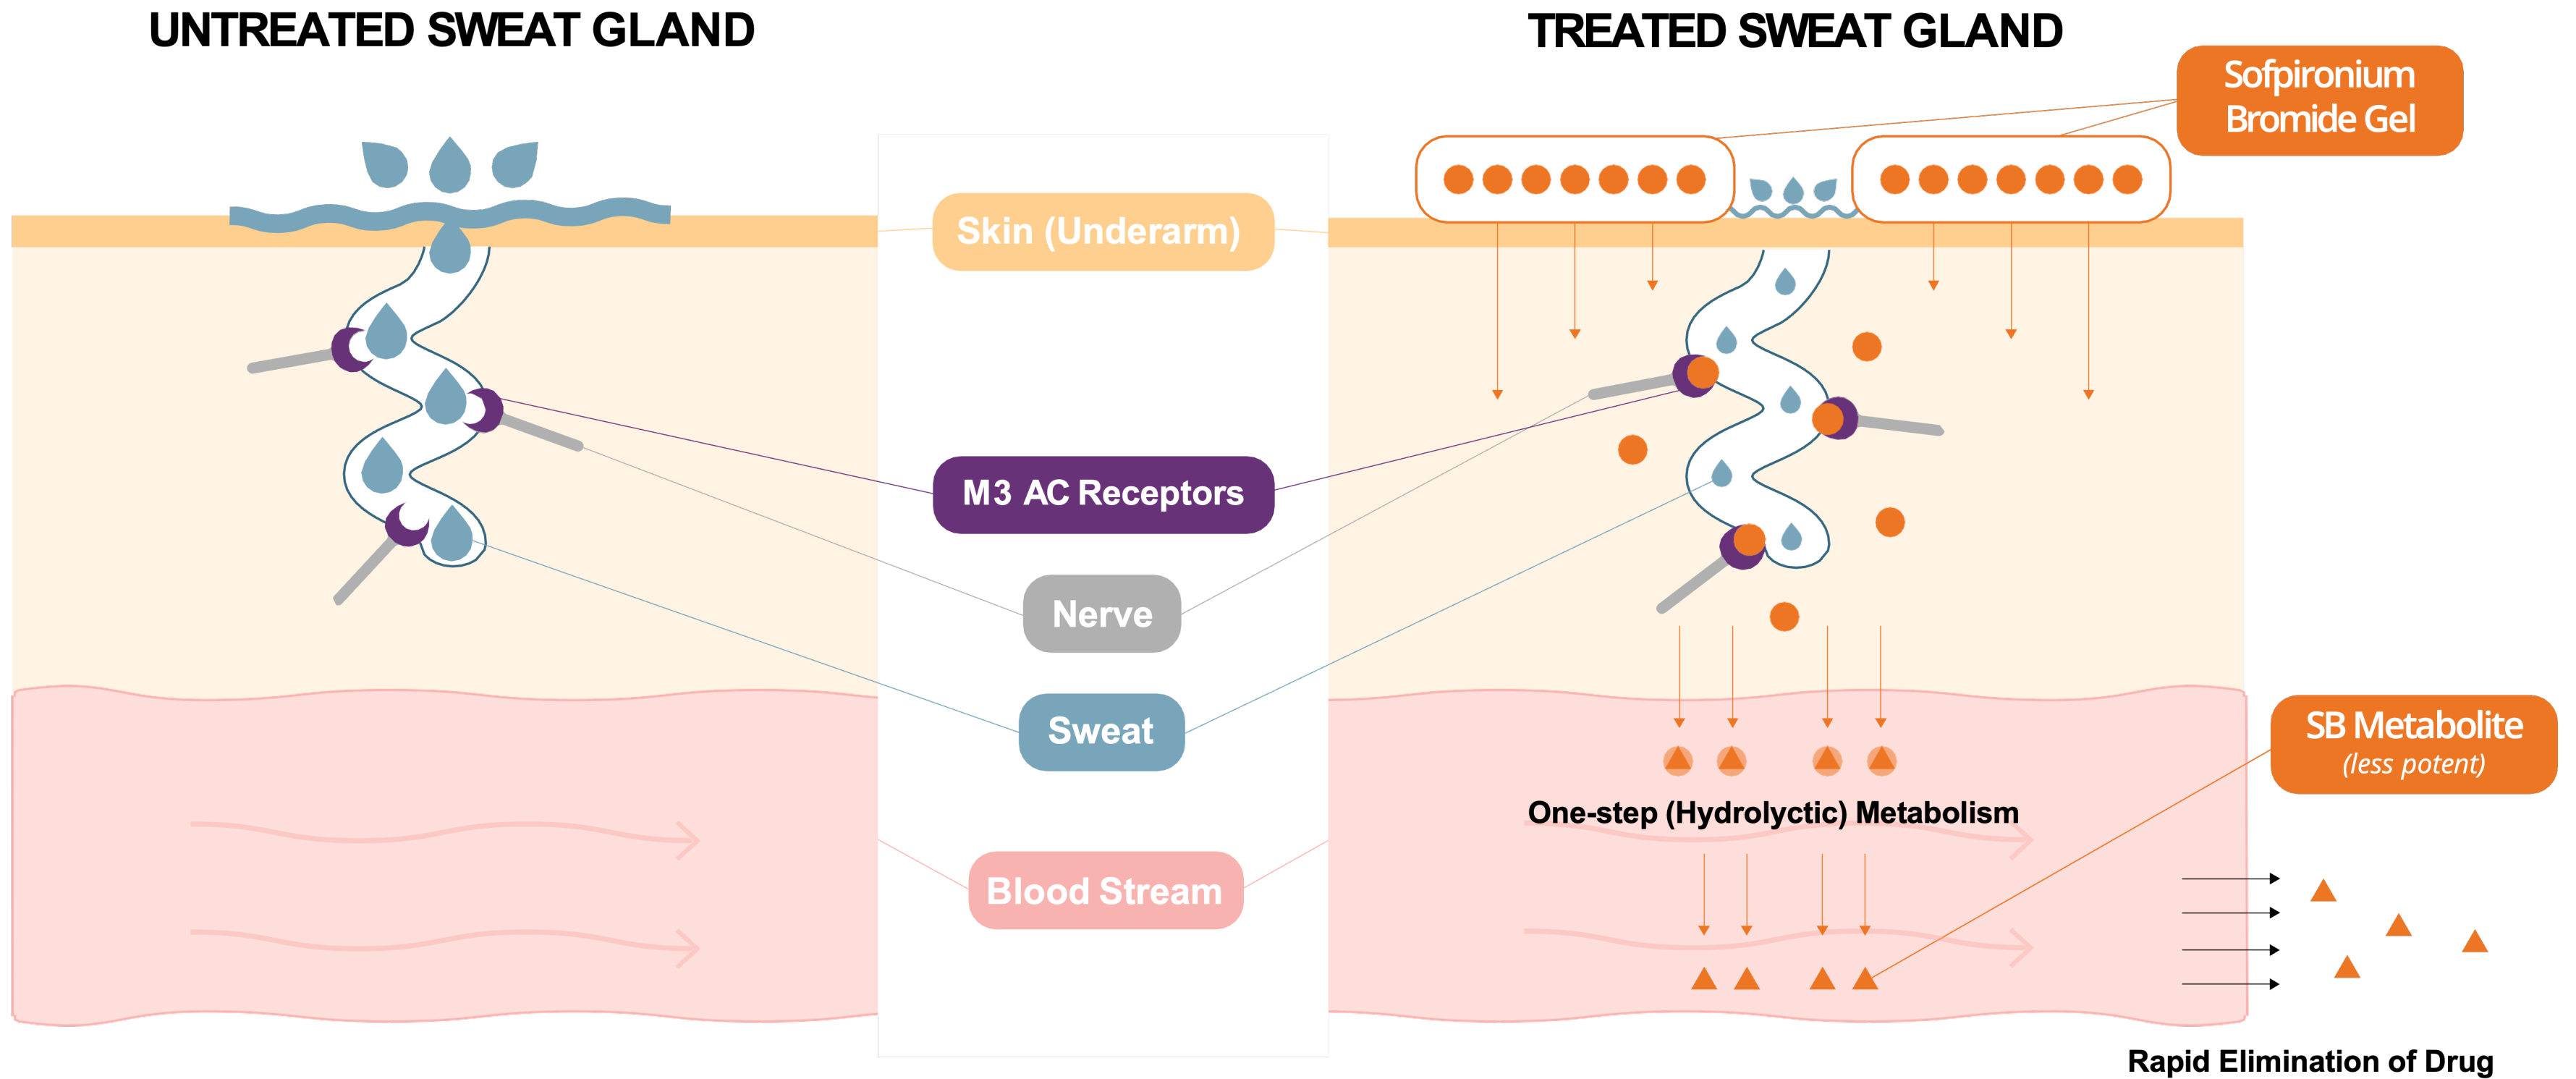 UNTREATED SWEAT GLAND
TREATED SWEAT GLAND
Sofpironium
Bromide Gel
Skin (Underarm)
M3 AC Receptors
Nerve
Sweat
Blood Stream
One-step (Hydrolyctic) Metabolism
SB Metabolite
(less potent)
Rapid Elimination of Drug